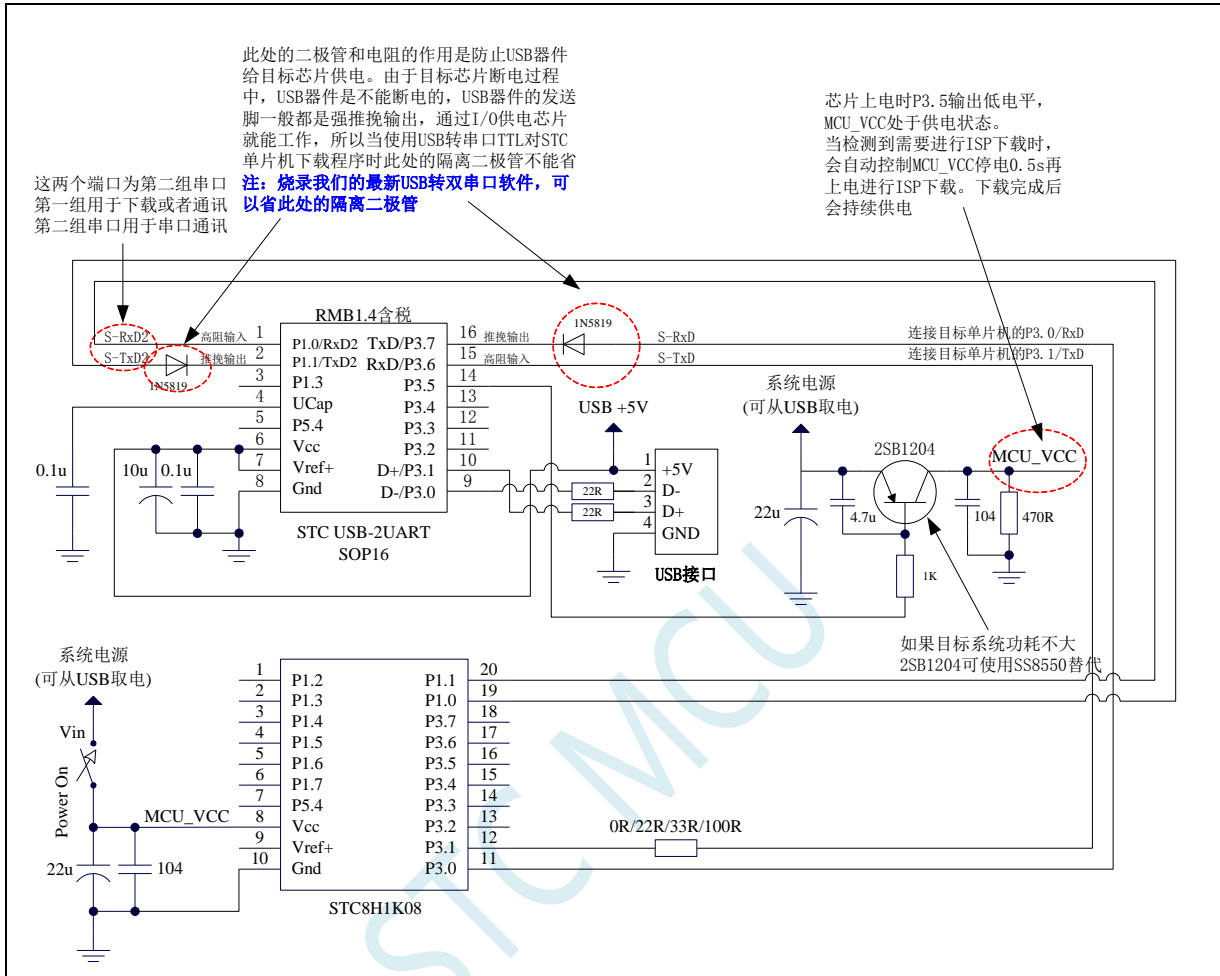 此处的二极管和电阻的作用是防止USB器件
给目标芯片供电。由于目标芯片断电过程
中，USB器件是不能断电的，USB器件的发送
脚一般都是强推挽输出，通过I/O供电芯片
就能工作，所以当使用USB转串口TTL对STC
单片机下载程序时此处的隔离二极管不能省
注：烧录我们的最新USB转双串口软件，可
以省此处的隔离二极管
芯片上电时P3.5输出低电平，
MCU_VCC处于供电状态。
当检测到需要进行ISP下载时，
会自动控制MCU_VCC停电0.5s再
上电进行ISP下载。下载完成后
会持续供电
这两个端口为第二组串口
第一组用于下载或者通讯
第二组串口用于串口通讯
RMB1.4含税
S-RxD2 高阻输入 1 P1.0/RxD2 TxD/P3.7 16 推挽输出 1N5819 S-RxD 连接目标单片机的P3.0/RxD
S-TxD2 1N5819 推挽输出 2 P1.1/TxD2 RxD/P3.6 15 高阻输入 S-TxD 连接目标单片机的P3.1/TxD
3 P1.3 P3.5 14
4 UCap P3.4 13
5 P5.4 P3.3 12
6 Vcc P3.2 11
7 Vref+ D+/P3.1 10
8 Gnd D-/P3.0 9
STC USB-2UART
SOP16
0.1u
10u
0.1u
USB +5V
1 +5V
2 D-
3 D+
4 GND
22R
22R
USB接口
系统电源
(可从USB取电)
2SB1204
MCU_VCC
22u
4.7u
104
470R
1K
如果目标系统功耗不大
2SB1204可使用SS8550替代
系统电源
(可从USB取电)
Vin
Power On
MCU_VCC
22u
104
1 P1.2 P1.1 20
2 P1.3 P1.0 19
3 P1.4 P3.7 18
4 P1.5 P3.6 17
5 P1.6 P3.5 16
6 P1.7 P3.4 15
7 P5.4 P3.3 14
8 Vcc P3.2 13
9 Vref+ P3.1 12
10 Gnd P3.0 11
STC8H1K08
0R/22R/33R/100R
STC MCU